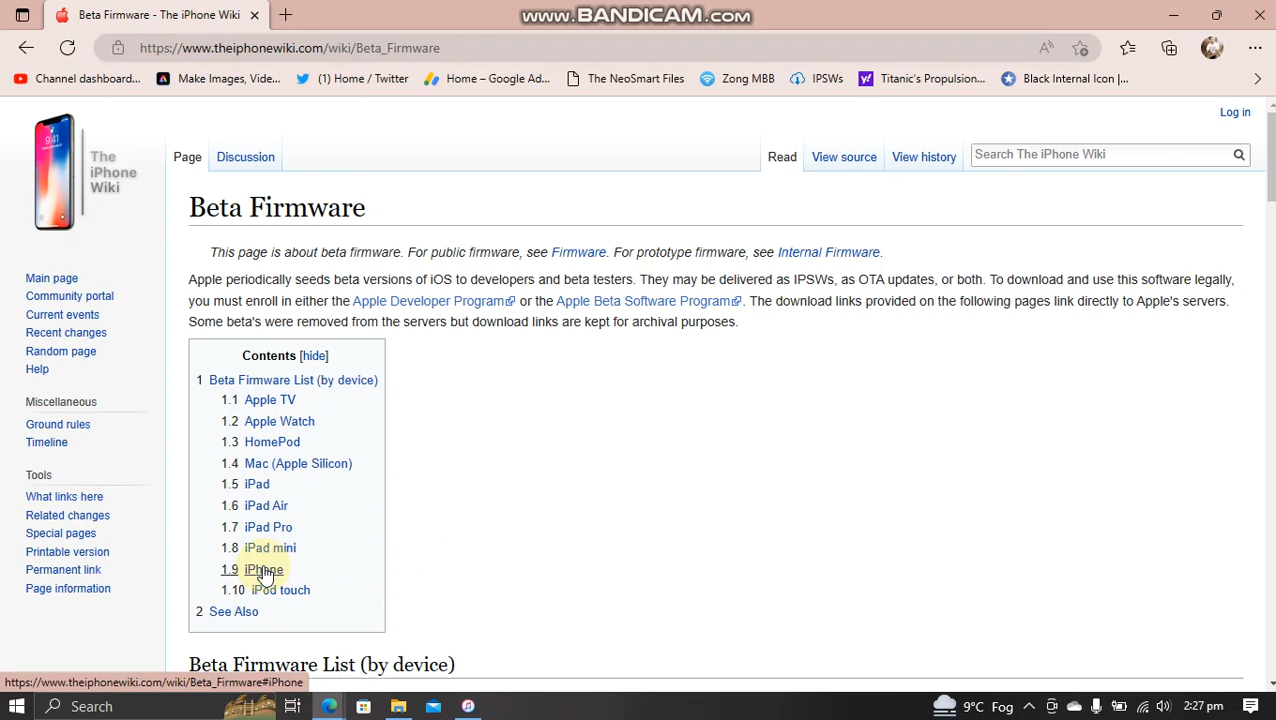 Beta Firmware - The iPhone Wiki
www.BANDICAM.com
https://www.theiphonewiki.com/wiki/Beta_Firmware
Channel dashboard...
Make Images, Vide...
(1) Home / Twitter
Home – Google Ad...
The NeoSmart Files
Zong MBB
IPSWs
Titanic's Propulsion...
Black Internal Icon |...
Log in
The iPhone Wiki
Page
Discussion
Read
View source
View history
Search The iPhone Wiki
Main page
Community portal
Current events
Recent changes
Random page
Help
Miscellaneous
Ground rules
Timeline
Tools
What links here
Related changes
Special pages
Printable version
Permanent link
Page information
Beta Firmware
This page is about beta firmware. For public firmware, see Firmware. For prototype firmware, see Internal Firmware.
Apple periodically seeds beta versions of iOS to developers and beta testers. They may be delivered as IPSWs, as OTA updates, or both. To download and use this software legally,
you must enroll in either the Apple Developer Program or the Apple Beta Software Program. The download links provided on the following pages link directly to Apple's servers.
Some beta's were removed from the servers but download links are kept for archival purposes.
Contents [hide]
1 Beta Firmware List (by device)
1.1 Apple TV
1.2 Apple Watch
1.3 HomePod
1.4 Mac (Apple Silicon)
1.5 iPad
1.6 iPad Air
1.7 iPad Pro
1.8 iPad mini
1.9 iPhone
1.10 iPod touch
2 See Also
Beta Firmware List (by device)
https://www.theiphonewiki.com/wiki/Beta_Firmware#iPhone
Search
9°C Fog
2:27 pm